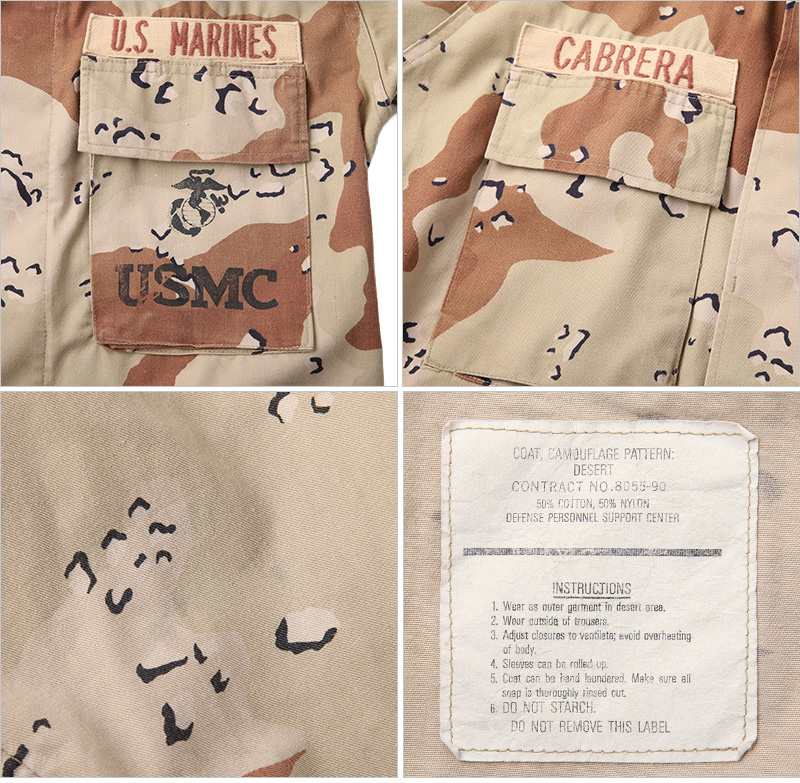 U.S. MARINES
USMC
CABRERA
COAT, CAMOUFLAGE PATTERN:
DESERT
CONTRACT NO.8055-90
50% COTTON, 50% NYLON
DEFENSE PERSONNEL SUPPORT CENTER
INSTRUCTIONS
1. Wear as outer garment in desert area.
2. Wear outside of trousers.
3. Adjust closures to ventilate; avoid overheating
of body.
4. Sleeves can be rolled up.
5. Coat can be hand laundered. Make sure all
soap is thoroughly rinsed out.
6. DO NOT STARCH.
DO NOT REMOVE THIS LABEL